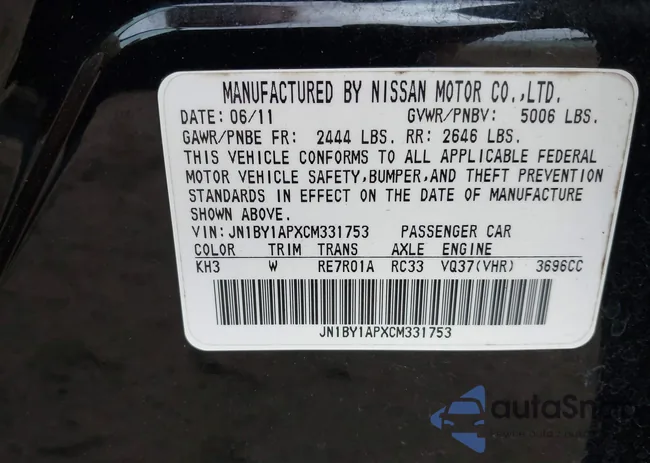 MANUFACTURED BY NISSAN MOTOR CO.,LTD.
DATE: 06/11 GVWR/PNBV: 5006 LBS.
GAWR/PNBE FR: 2444 LBS. RR: 2646 LBS.
THIS VEHICLE CONFORMS TO ALL APPLICABLE FEDERAL
MOTOR VEHICLE SAFETY,BUMPER,AND THEFT PREVENTION
STANDARDS IN EFFECT ON THE DATE OF MANUFACTURE
SHOWN ABOVE.
VIN: JN1BY1APXCM331753 PASSENGER CAR
COLOR TRIM TRANS AXLE ENGINE
KH3 W RE7R01A RC33 VQ37(VHR) 3696CC
JN1BY1APXCM331753